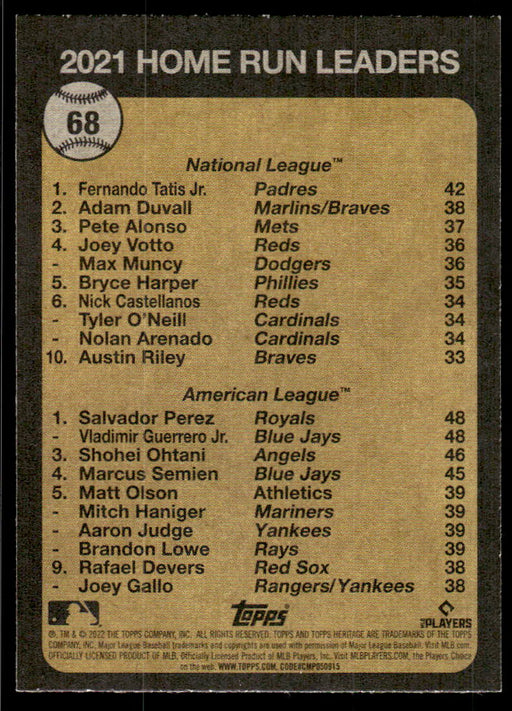 2021 HOME RUN LEADERS
68
National League™
1. Fernando Tatis Jr. Padres 42
2. Adam Duvall Marlins/Braves 38
3. Pete Alonso Mets 37
4. Joey Votto Reds 36
- Max Muncy Dodgers 36
5. Bryce Harper Phillies 35
6. Nick Castellanos Reds 34
- Tyler O'Neill Cardinals 34
- Nolan Arenado Cardinals 34
10. Austin Riley Braves 33
American League™
1. Salvador Perez Royals 48
- Vladimir Guerrero Jr. Blue Jays 48
3. Shohei Ohtani Angels 46
4. Marcus Semien Blue Jays 45
5. Matt Olson Athletics 39
- Mitch Haniger Mariners 39
- Aaron Judge Yankees 39
- Brandon Lowe Rays 39
9. Rafael Devers Red Sox 38
- Joey Gallo Rangers/Yankees 38
Topps
MLB PLAYERS
®, TM & © 2022 THE TOPPS COMPANY, INC. ALL RIGHTS RESERVED. TOPPS AND TOPPS HERITAGE ARE TRADEMARKS OF THE TOPPS
COMPANY, INC. Major League Baseball trademarks and copyrights are used with permission of Major League Baseball. Visit MLB.com.
OFFICIALLY LICENSED PRODUCT OF MLB Players, Inc. Visit MLBPLAYERS.com, the Players Choice
on the web. WWW.TOPPS.COM. CODE#CMP050915